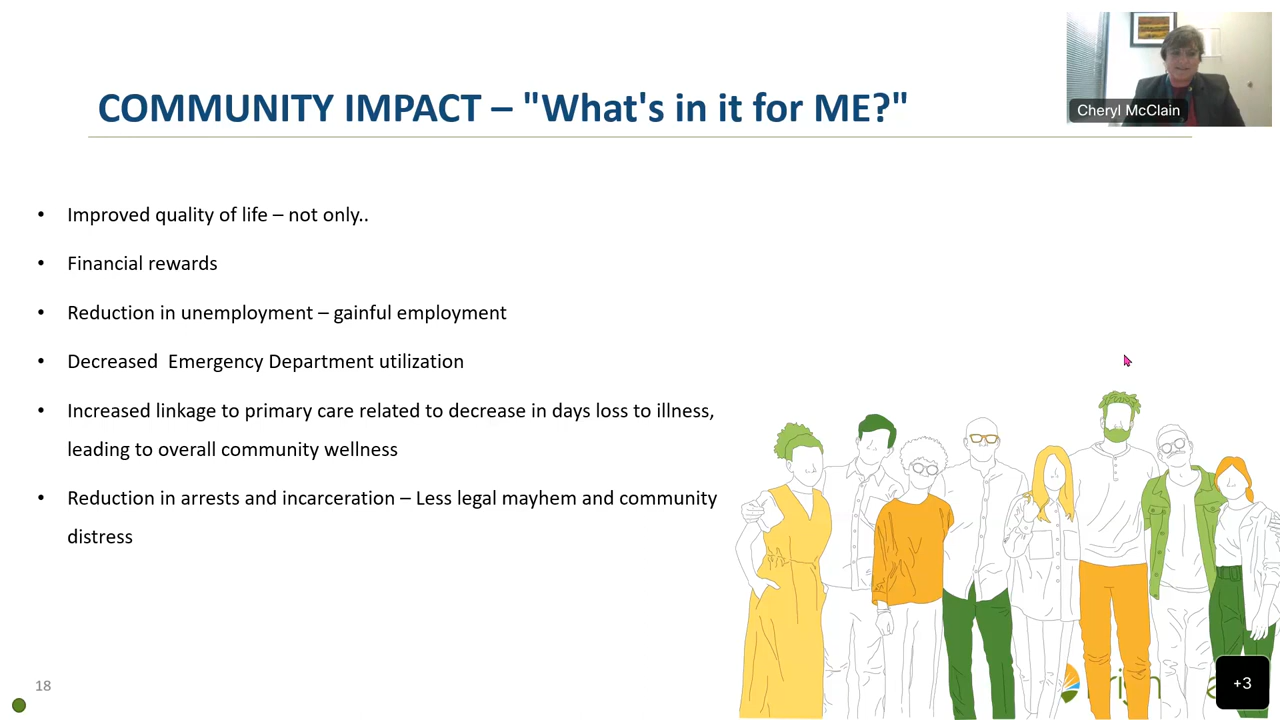 COMMUNITY IMPACT – "What's in it for ME?"
Cheryl McClain
• Improved quality of life – not only..
• Financial rewards
• Reduction in unemployment – gainful employment
• Decreased  Emergency Department utilization
• Increased linkage to primary care related to decrease in days loss to illness,
leading to overall community wellness
• Reduction in arrests and incarceration – Less legal mayhem and community
distress
18
+3